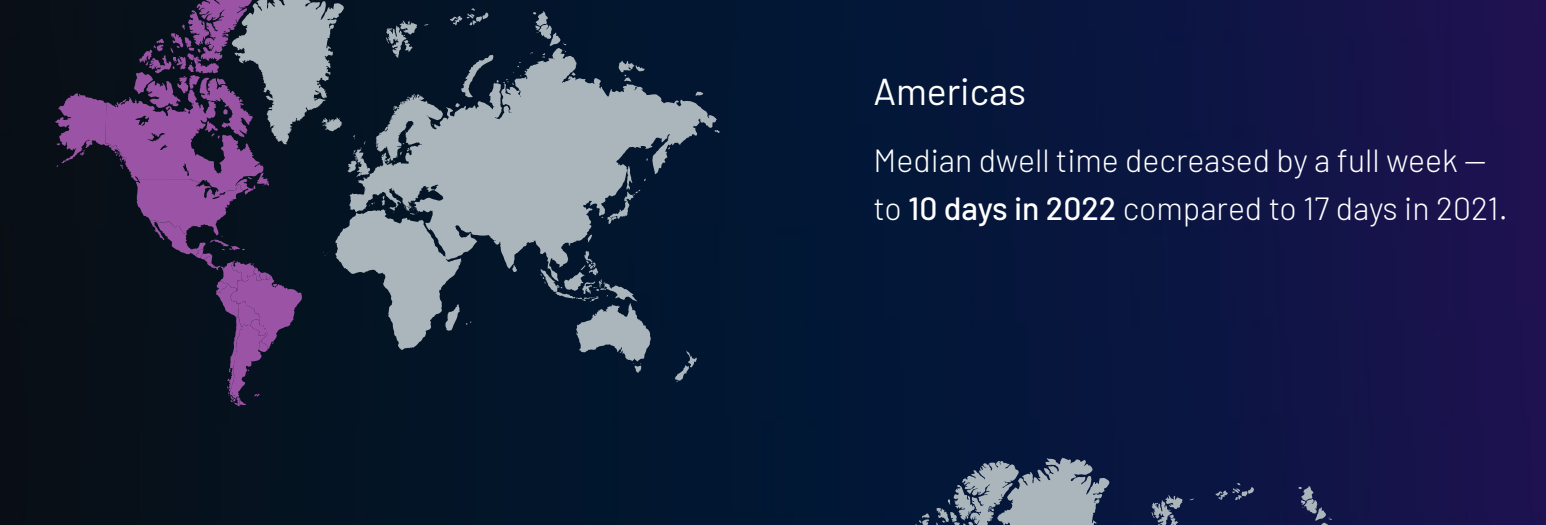 Americas
Median dwell time decreased by a full week —
to 10 days in 2022 compared to 17 days in 2021.